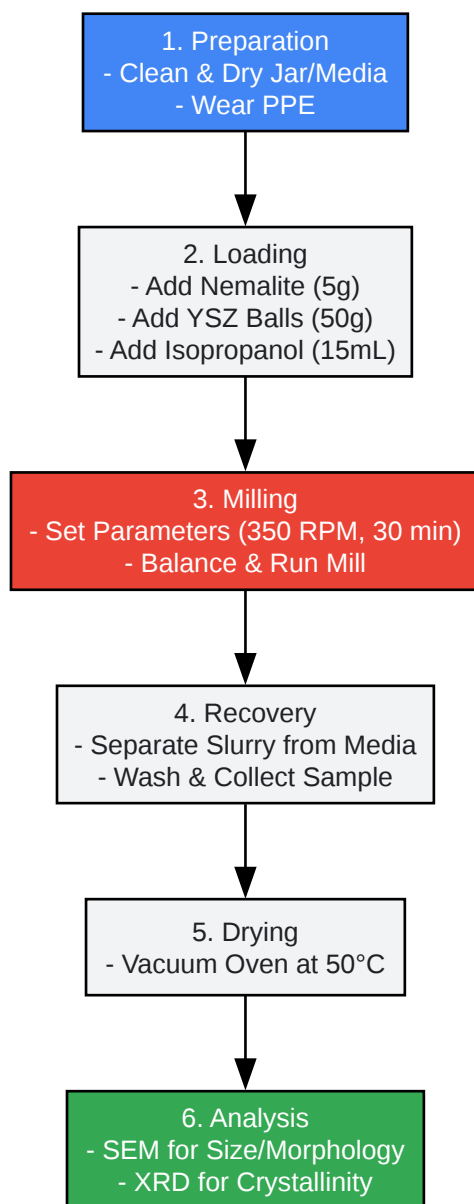 1. Preparation
- Clean & Dry Jar/Media
- Wear PPE
2. Loading
- Add Nemalite (5g)
- Add YSZ Balls (50g)
- Add Isopropanol (15mL)
3. Milling
- Set Parameters (350 RPM, 30 min)
- Balance & Run Mill
4. Recovery
- Separate Slurry from Media
- Wash & Collect Sample
5. Drying
- Vacuum Oven at 50°C
6. Analysis
- SEM for Size/Morphology
- XRD for Crystallinity